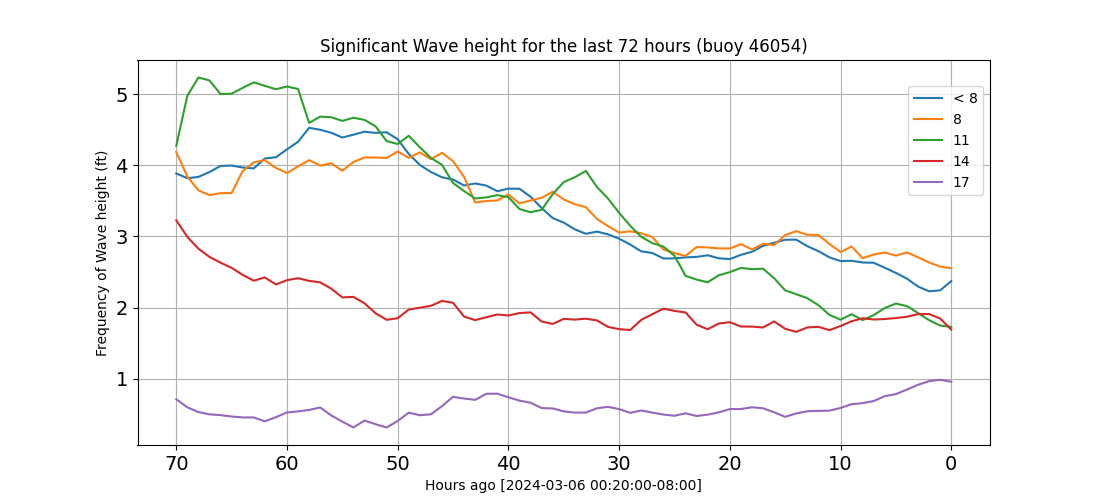 Significant Wave height for the last 72 hours (buoy 46054)
Frequency of Wave height (ft)
5
4
3
2
1
< 8
8
11
14
17
70 60 50 40 30 20 10 0
Hours ago [2024-03-06 00:20:00-08:00]